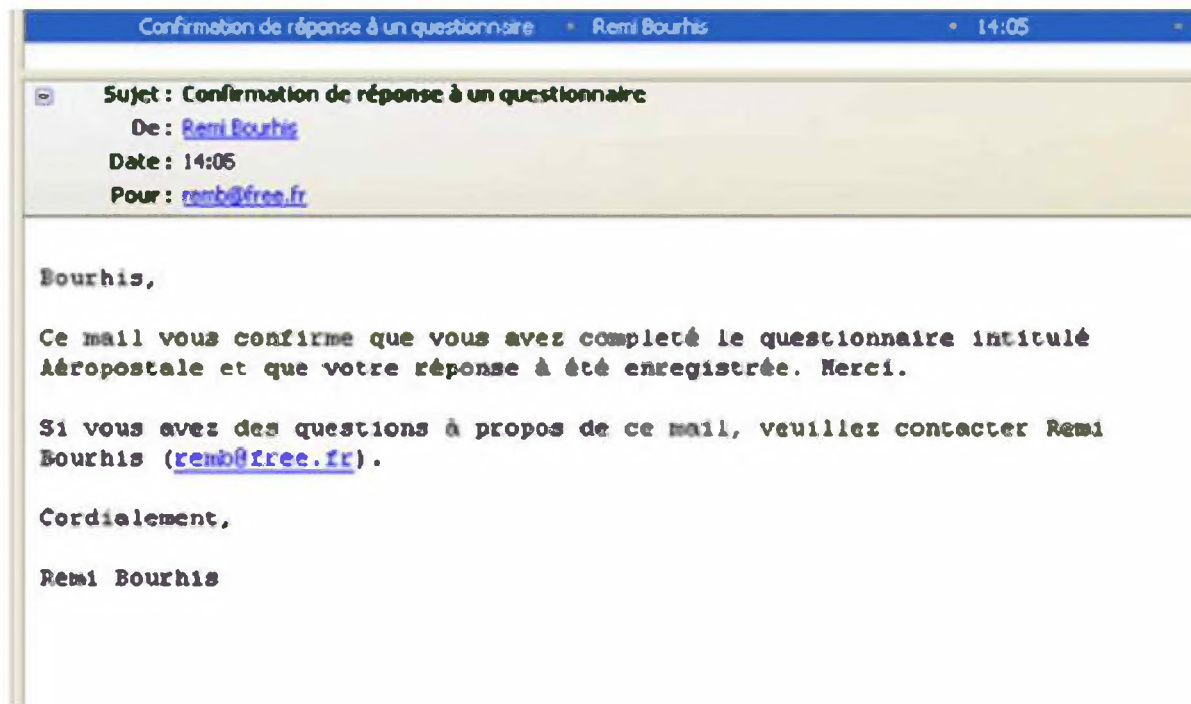 Confirmation de réponse à un questionnaire Remi Bourhis 14:05
Sujet : Confirmation de réponse à un questionnaire
De : Remi Bourhis
Date : 14:05
Pour : remb@free.fr
Bourhis,
Ce mail vous confirme que vous avez completé le questionnaire intitulé
Aéropostale et que votre réponse à été enregistrée. Merci.
Si vous avez des questions à propos de ce mail, veuillez contacter Remi
Bourhis (remb@free.fr).
Cordialement,
Remi Bourhis